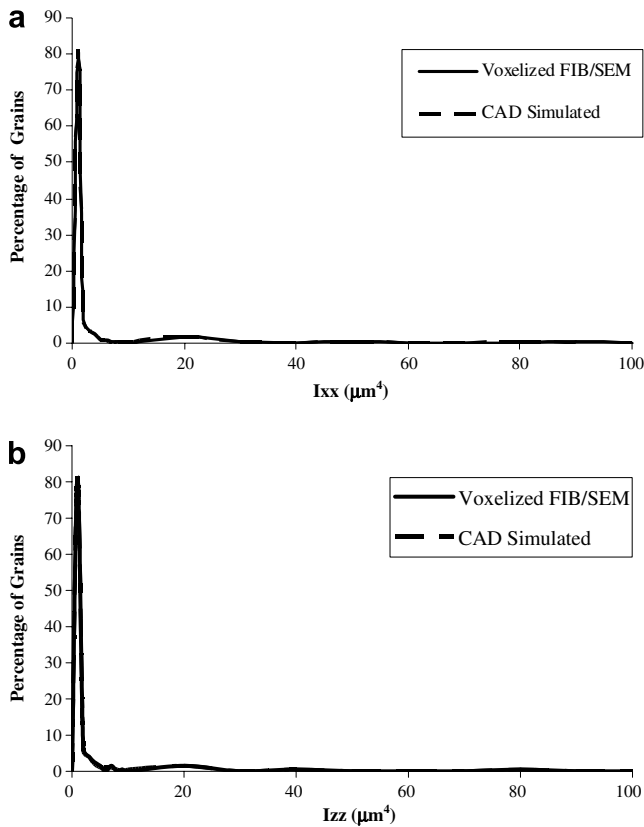 a
90
80
70
60
50
40
30
20
10
0
Percentage of Grains
Voxelized FIB/SEM
CAD Simulated
0 20 40 60 80 100
Ixx (μm⁴)
b
90
80
70
60
50
40
30
20
10
0
Percentage of Grains
Voxelized FIB/SEM
CAD Simulated
0 20 40 60 80 100
Izz (μm⁴)